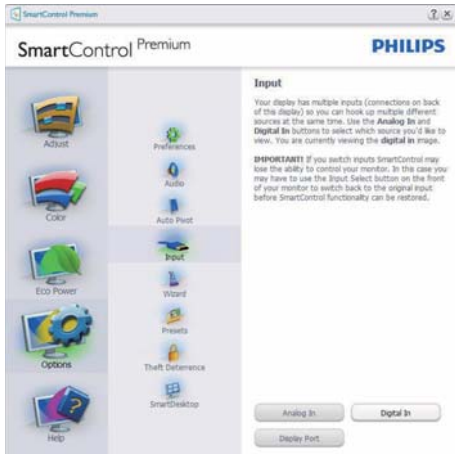 SmartControl Premium
SmartControl Premium
PHILIPS
Adjust
Color
Eco Power
Options
Help
Preferences
Audio
Auto Pivot
Input
Wizard
Presets
Theft Deterrence
SmartDesktop
Input
Your display has multiple inputs (connections on back
of the display) so you can hook up multiple different
sources at the same time. Use the Analog In and
Digital In buttons to select which source you'd like to
view. You are currently viewing the digital in image.
IMPORTANT! If you switch inputs SmartControl may
lose the ability to control your monitor. In the case you
may have to use the Input Select button on the front
of your monitor to switch back to the original input
before SmartControl functionality can be restored.
Analog In
Digital In
Display Port